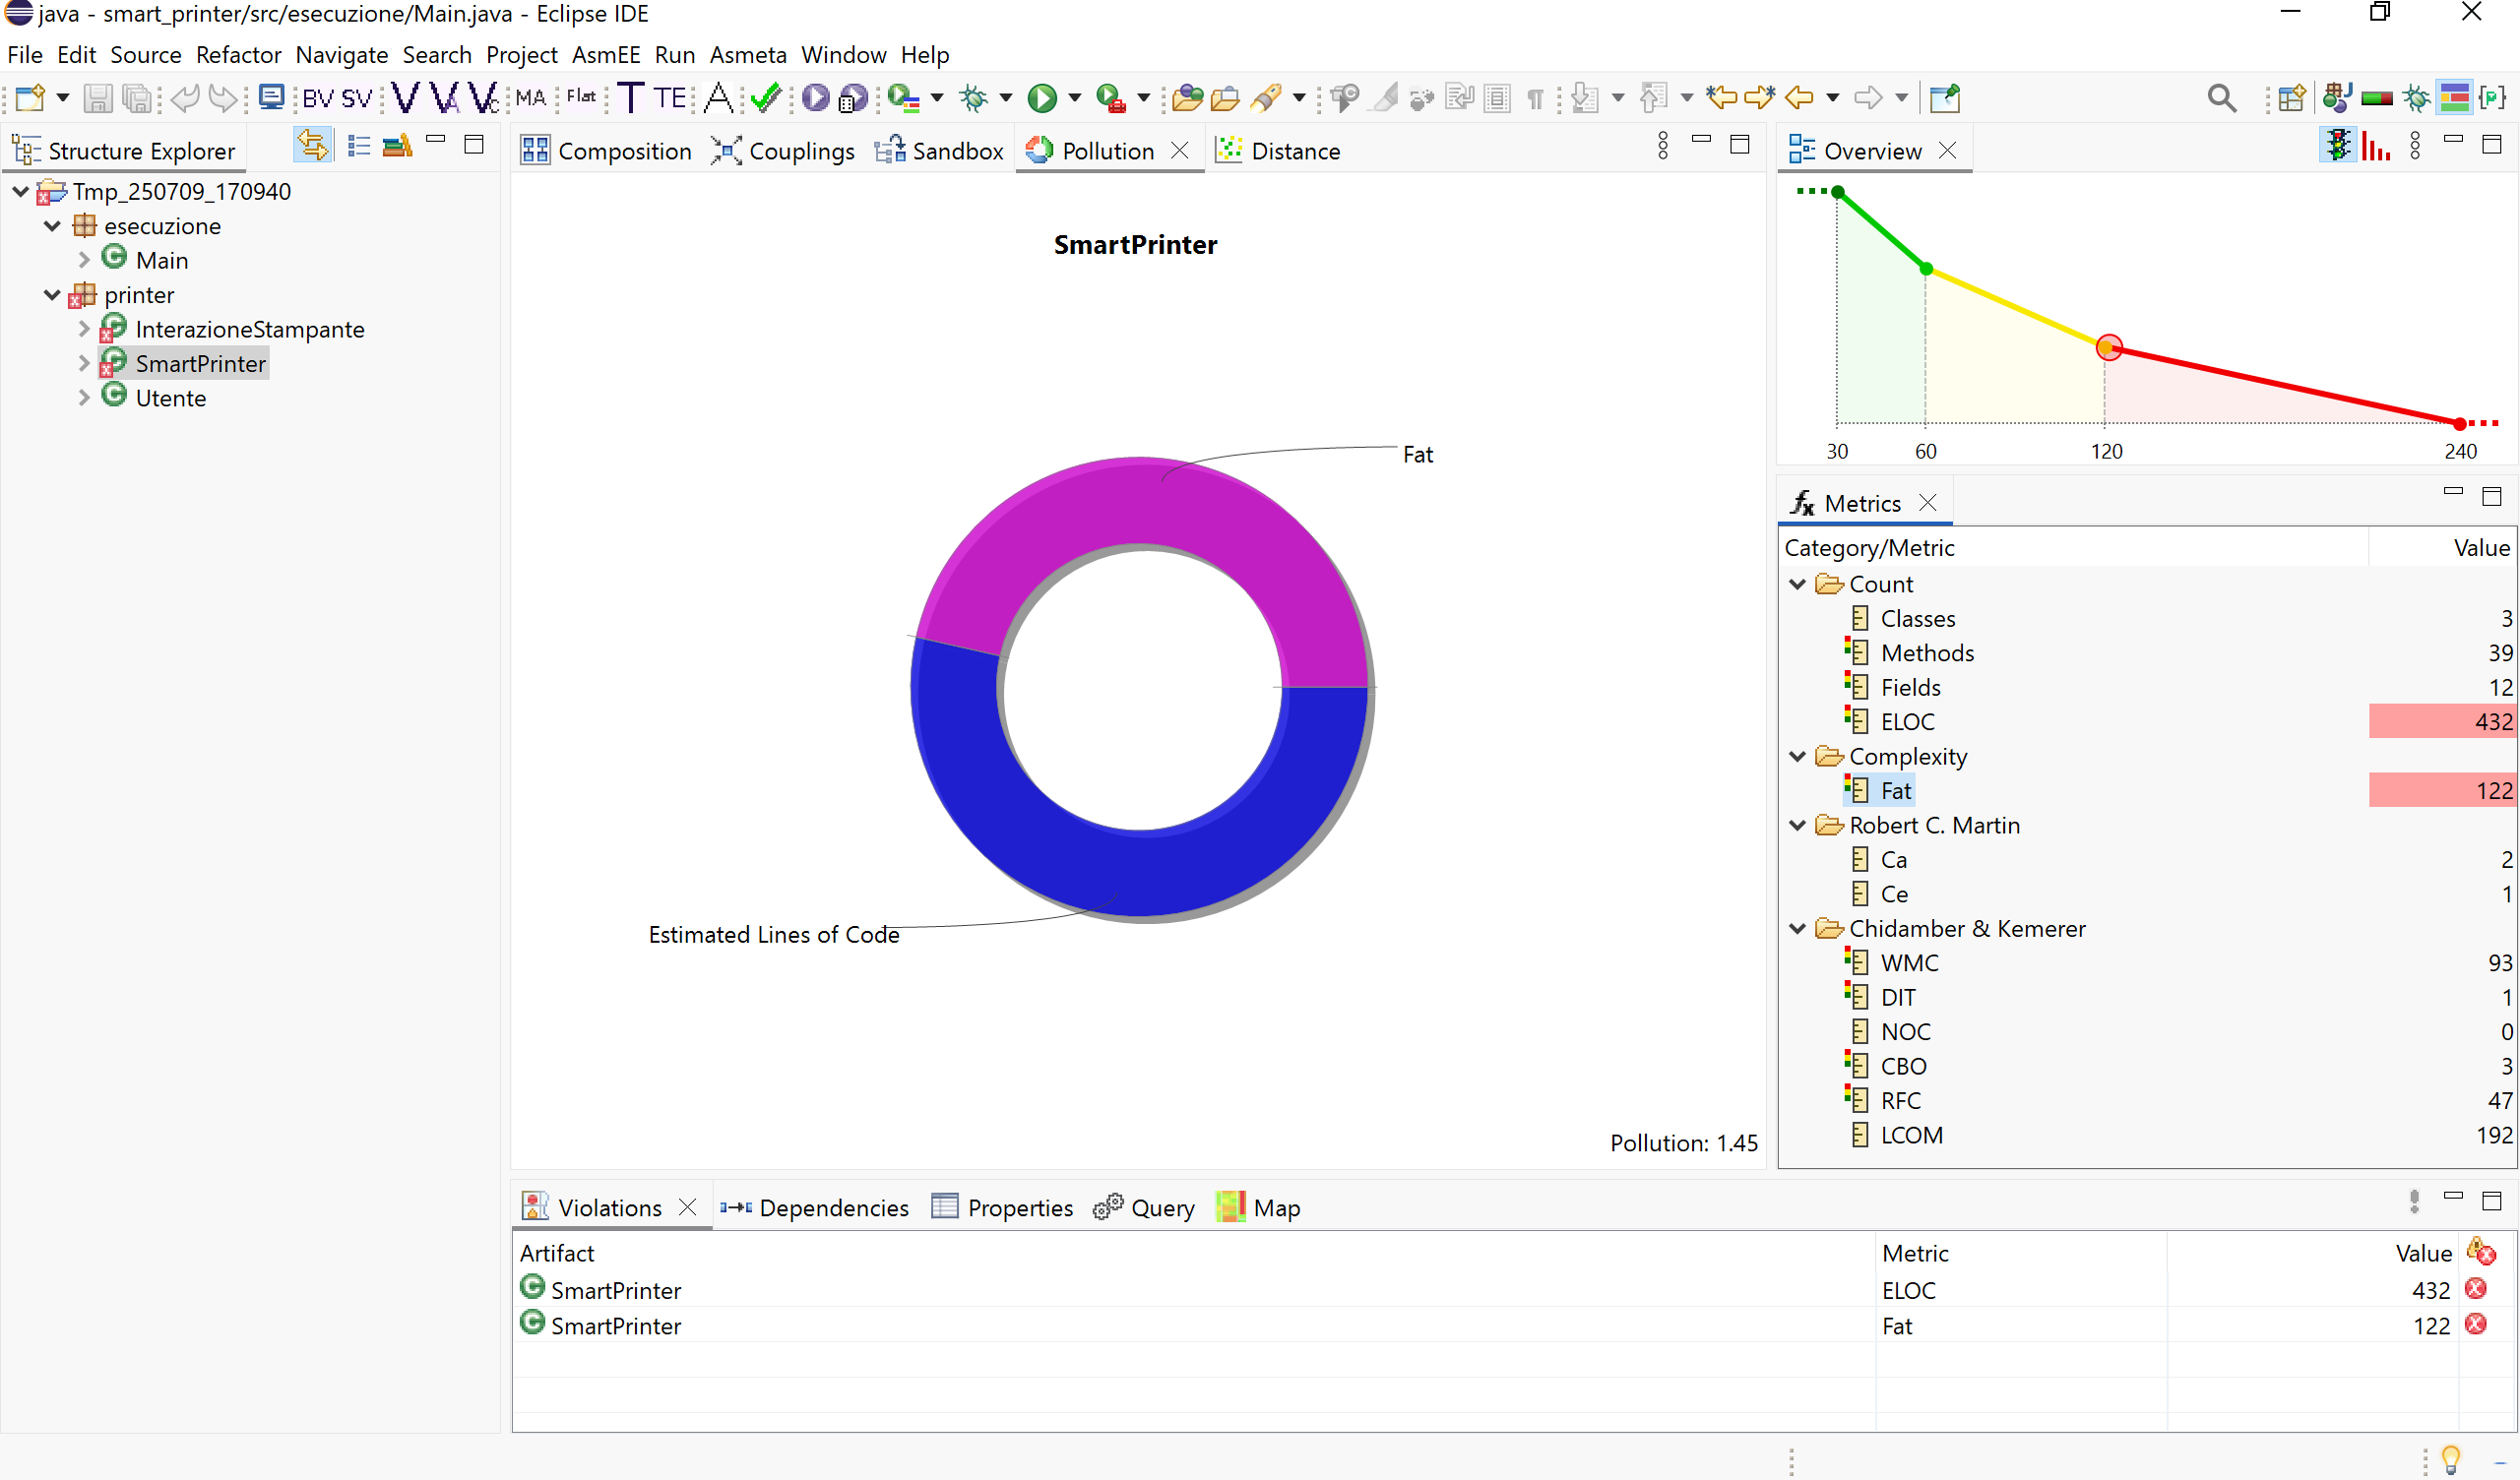 java - smart_printer/src/esecuzione/Main.java - Eclipse IDE
File Edit Source Refactor Navigate Search Project AsmEE Run Asmeta Window Help
BV SV V VA VC MA Flat T TE A
Structure Explorer
Tmp_250709_170940
esecuzione
Main
printer
InterazioneStampante
SmartPrinter
Utente
Composition Couplings Sandbox Pollution Distance
SmartPrinter
Fat
Estimated Lines of Code
Pollution: 1.45
Overview
30 60 120 240
Metrics
Category/Metric Value
Count
Classes 3
Methods 39
Fields 12
ELOC 432
Complexity
Fat 122
Robert C. Martin
Ca 2
Ce 1
Chidamber & Kemerer
WMC 93
DIT 1
NOC 0
CBO 3
RFC 47
LCOM 192
Violations Dependencies Properties Query Map
Artifact Metric Value
SmartPrinter ELOC 432
SmartPrinter Fat 122